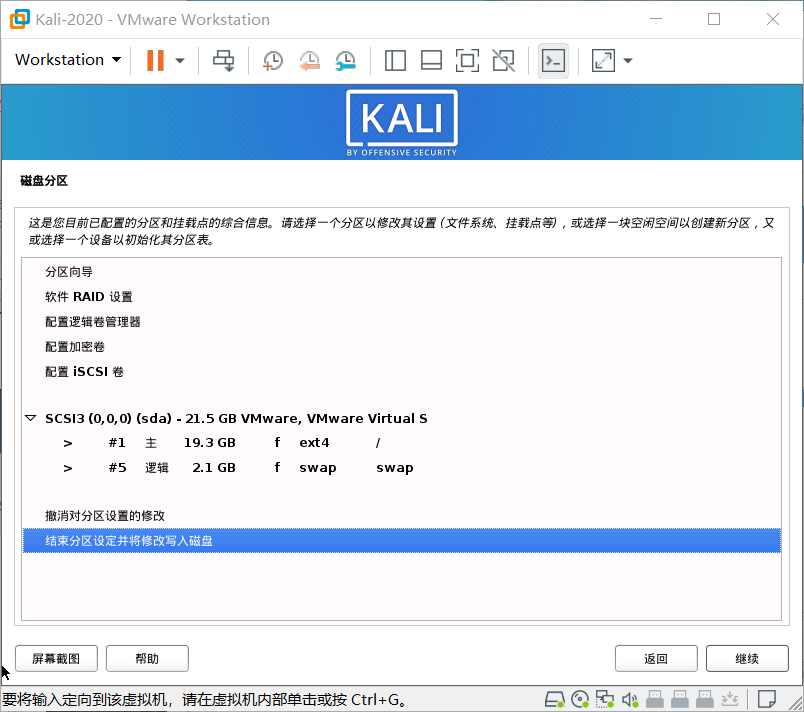 Kali-2020 - VMware Workstation
Workstation
KALI
BY OFFENSIVE SECURITY
磁盘分区
这是您目前已配置的分区和挂载点的综合信息。请选择一个分区以修改其设置 (文件系统、挂载点等)，或选择一块空闲空间以创建新分区，又
或选择一个设备以初始化其分区表。
分区向导
软件 RAID 设置
配置逻辑卷管理器
配置加密卷
配置 iSCSI 卷
SCSI3 (0,0,0) (sda) - 21.5 GB VMware, VMware Virtual S
> #1 主 19.3 GB f ext4 /
> #5 逻辑 2.1 GB f swap swap
撤消对分区设置的修改
结束分区设定并将修改写入磁盘
屏幕截图 帮助 返回 继续
要将输入定向到该虚拟机，请在虚拟机内部单击或按 Ctrl+G。